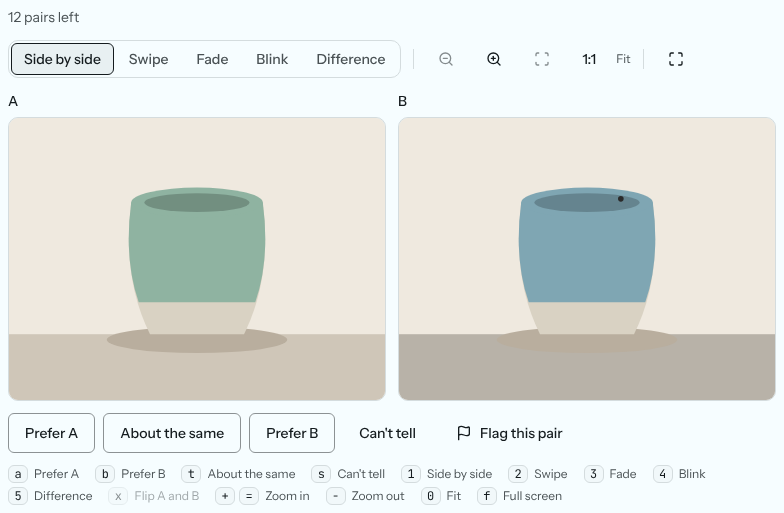 12 pairs left
Side by side Swipe Fade Blink Difference 1:1 Fit
A B
Prefer A About the same Prefer B Can't tell Flag this pair
a Prefer A b Prefer B t About the same s Can't tell 1 Side by side 2 Swipe 3 Fade 4 Blink
5 Difference x Flip A and B + = Zoom in - Zoom out 0 Fit f Full screen